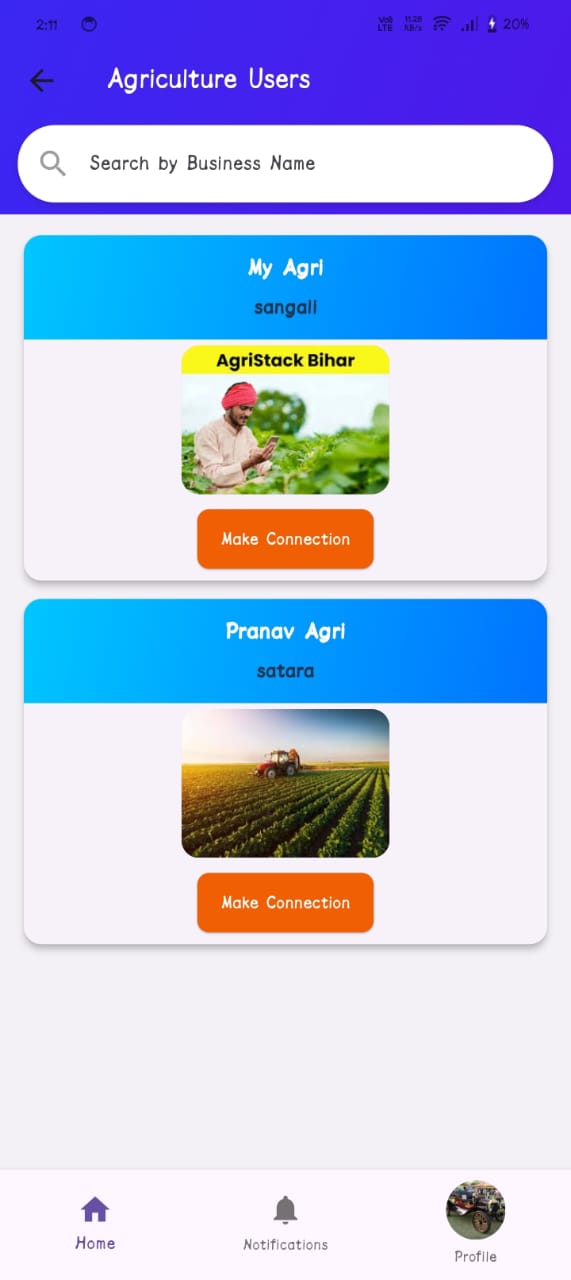 2:11
Vo))
LTE
11.28
KB/s
20%
Agriculture Users
Search by Business Name
My Agri
sangali
AgriStack Bihar
Make Connection
Pranav Agri
satara
Make Connection
Home
Notifications
Profile